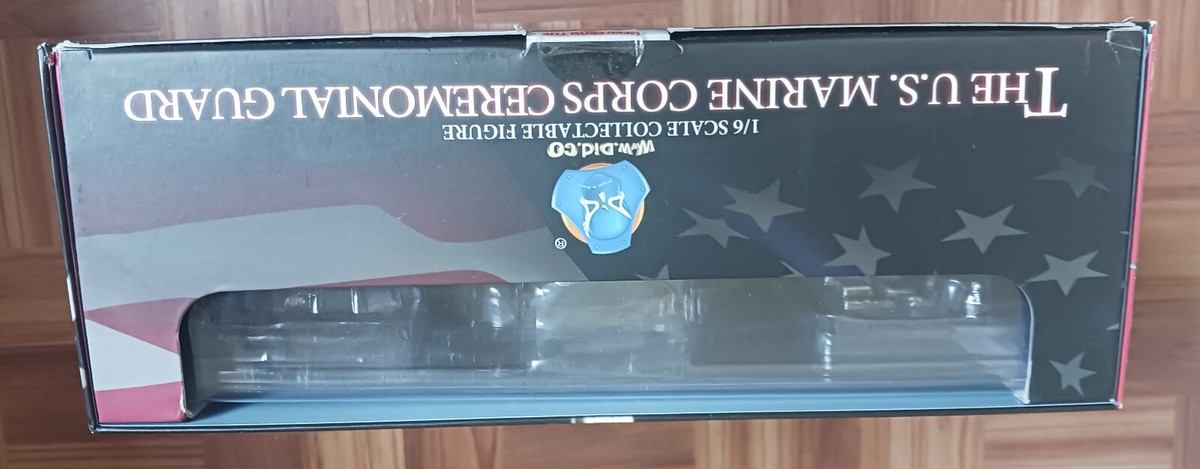 THE U.S. MARINE CORPS CEREMONIAL GUARD
1/6 SCALE COLLECTABLE FIGURE
WWW.DiD.CO
®